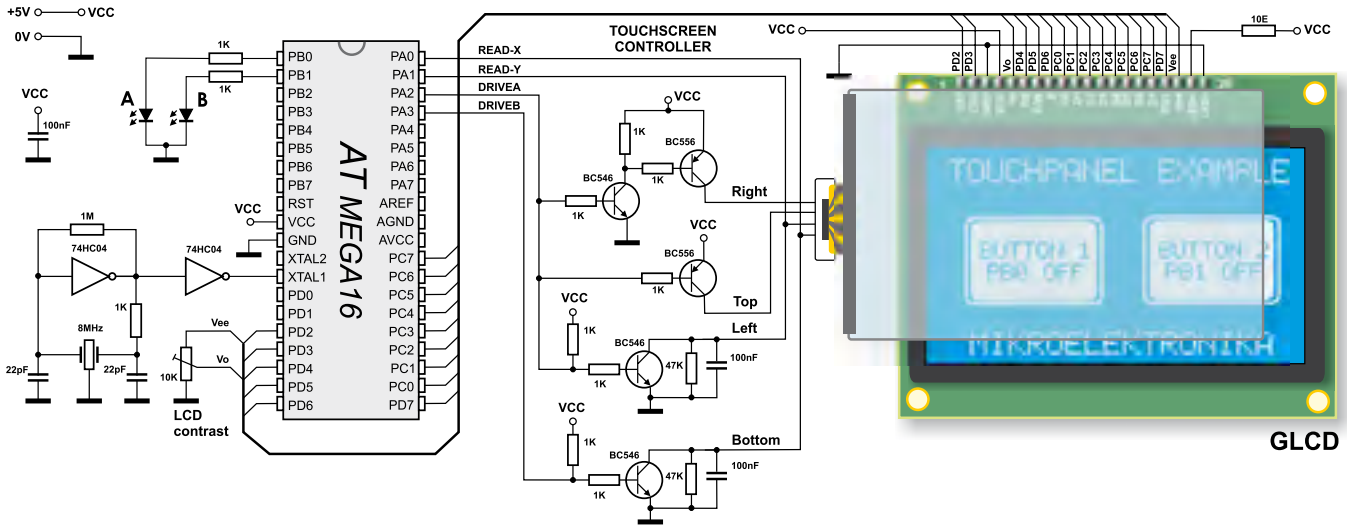 +5V
VCC
0V
VCC
100nF
1K
1K
A
B
1M
74HC04
74HC04
1K
8MHz
22pF
22pF
Vee
Vo
10K
LCD
contrast
VCC
AT MEGA16
PB0
PB1
PB2
PB3
PB4
PB5
PB6
PB7
RST
VCC
GND
XTAL2
XTAL1
PD0
PD1
PD2
PD3
PD4
PD5
PD6
PA0
PA1
PA2
PA3
PA4
PA5
PA6
PA7
AREF
AGND
AVCC
PC7
PC6
PC5
PC4
PC3
PC2
PC1
PC0
PD7
READ-X
READ-Y
DRIVEA
DRIVEB
TOUCHSCREEN
CONTROLLER
VCC
1K
BC556
1K
BC546
1K
Right
VCC
BC556
1K
Top
VCC
1K
BC546
1K
47K
100nF
Left
VCC
1K
BC546
1K
47K
100nF
Bottom
VCC
10E
VCC
PD2
PD3
Vo
PD4
PD5
PD6
PC0
PC1
PC2
PC3
PC4
PC5
PC6
PC7
PD7
Vee
TOUCHPANEL EXAMPLE
BUTTON 1
PB0 OFF
BUTTON 2
PB1 OFF
MIKROELEKTRONIKA
GLCD